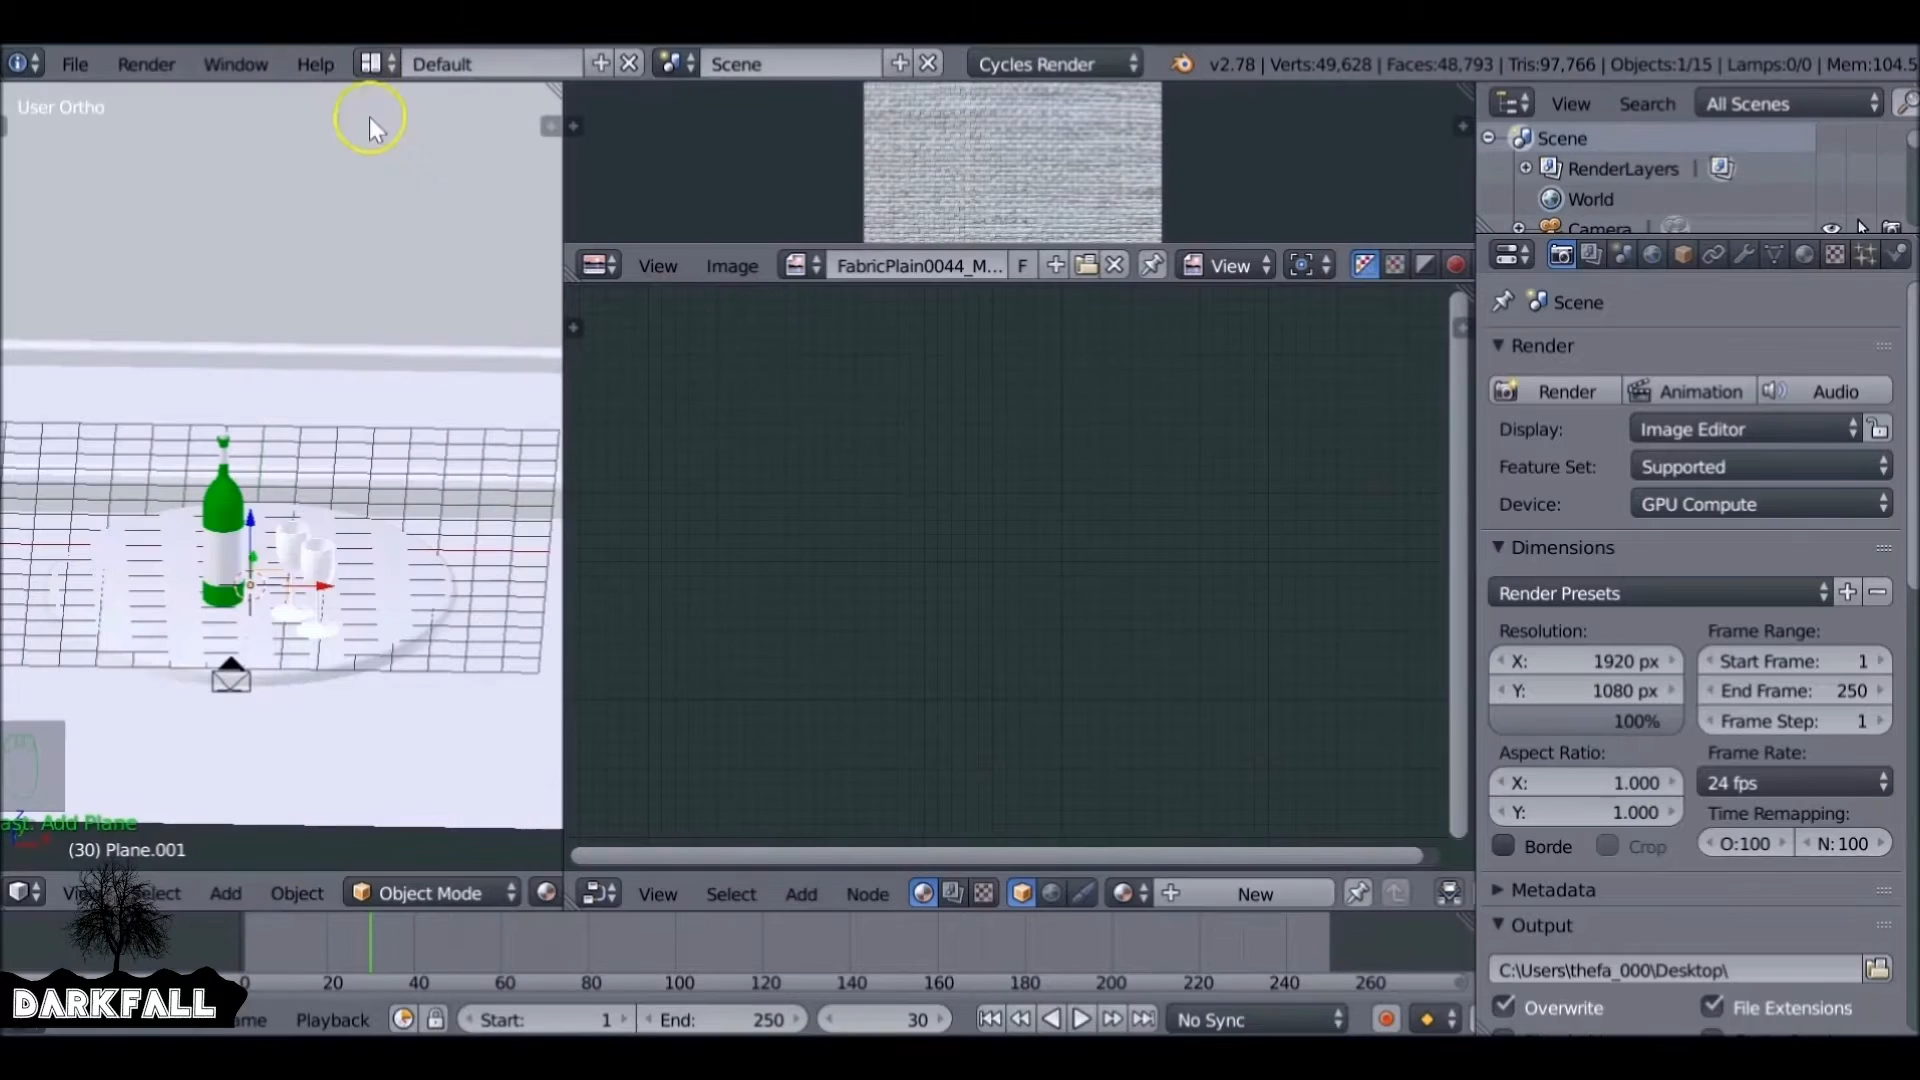 File Render Window Help Default Scene Cycles Render v2.78 | Verts:49,628 | Faces:48,793 | Tris:97,766 | Objects:1/15 | Lamps:0/0 | Mem:104.5
User Ortho
View Search All Scenes
Scene
RenderLayers
World
Camera
View Image FabricPlain0044_M... F View
Scene
Render
Render Animation Audio
Display: Image Editor
Feature Set: Supported
Device: GPU Compute
Dimensions
Render Presets
Resolution: Frame Range:
X: 1920 px Start Frame: 1
Y: 1080 px End Frame: 250
100% Frame Step: 1
Aspect Ratio: Frame Rate:
X: 1.000 24 fps
Y: 1.000 Time Remapping:
Borde Crop O:100 N:100
ast: Add Plane
(30) Plane.001
Add Object Object Mode View Select Add Node New
Metadata
Output
C:\Users\thefa_000\Desktop\
Overwrite File Extensions
0 20 40 60 80 100 120 140 160 180 200 220 240 260
DARKFALL
Playback Start: 1 End: 250 30 No Sync